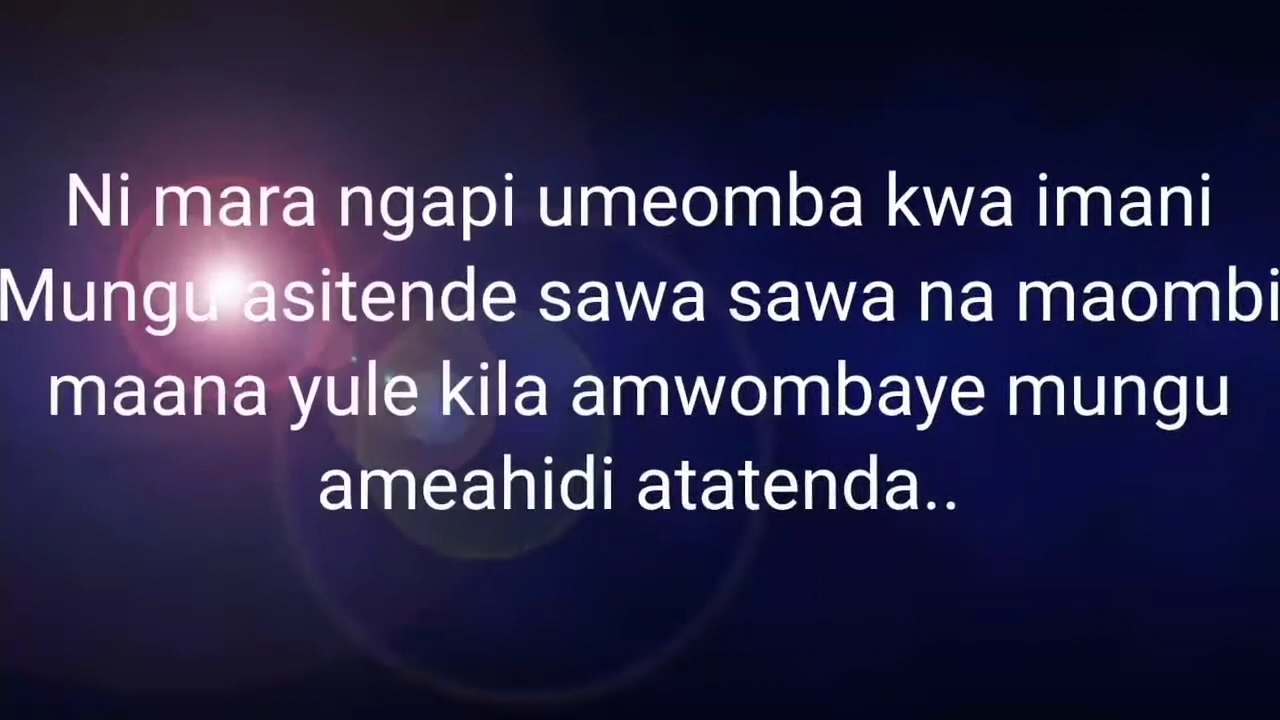 Ni mara ngapi umeomba kwa imani
Mungu asitende sawa sawa na maombi
maana yule kila amwombaye mungu
ameahidi atatenda..